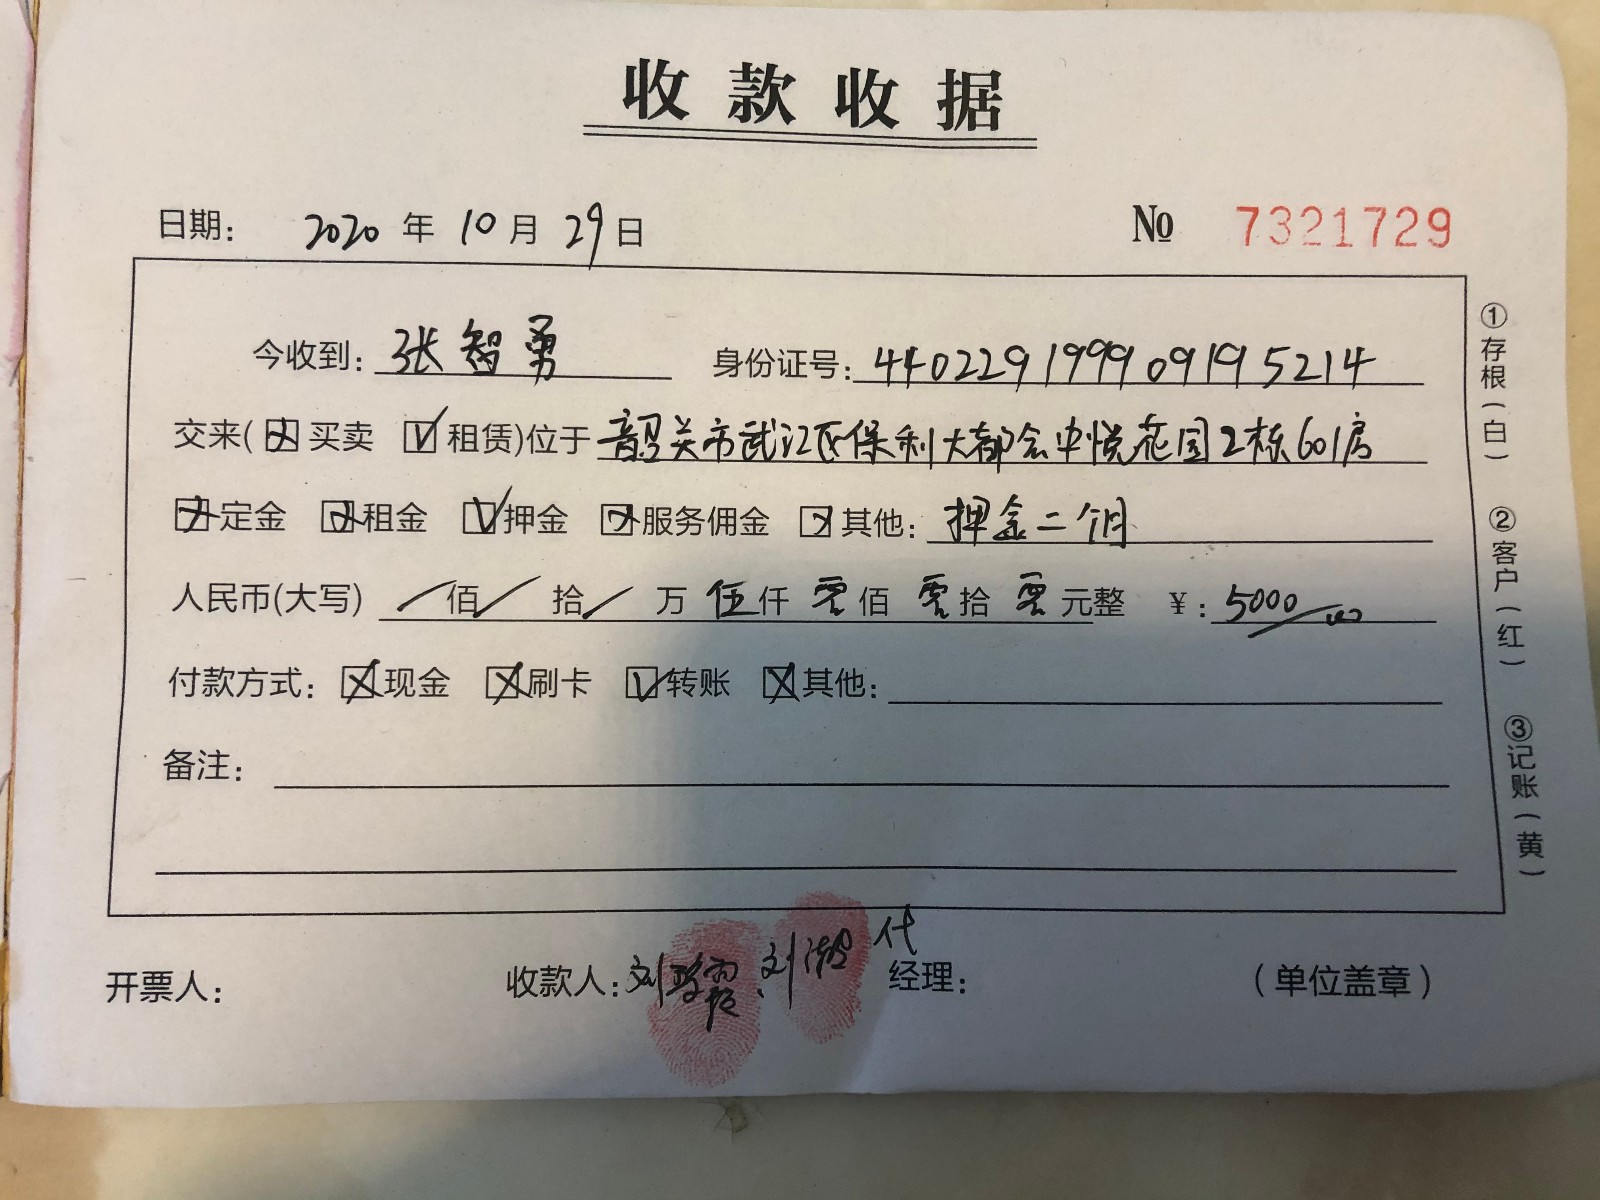 收款收据
日期: 2020 年 10 月 29 日 № 7321729
今收到: 张智勇 身份证号: 440229199909195214
交来( 买卖 租赁)位于 韶关市武江区保利大都会中悦花园2栋601房
定金 租金 押金 服务佣金 其他: 押金二个月
人民币(大写) / 佰 / 拾 / 万 伍仟 零佰 零拾 零元整 ¥: 5000/00
付款方式: 现金 刷卡 转账 其他:
备注:
开票人: 收款人: 刘 刘 代 经理: (单位盖章)
①存根(白)
②客户(红)
③记账(黄)